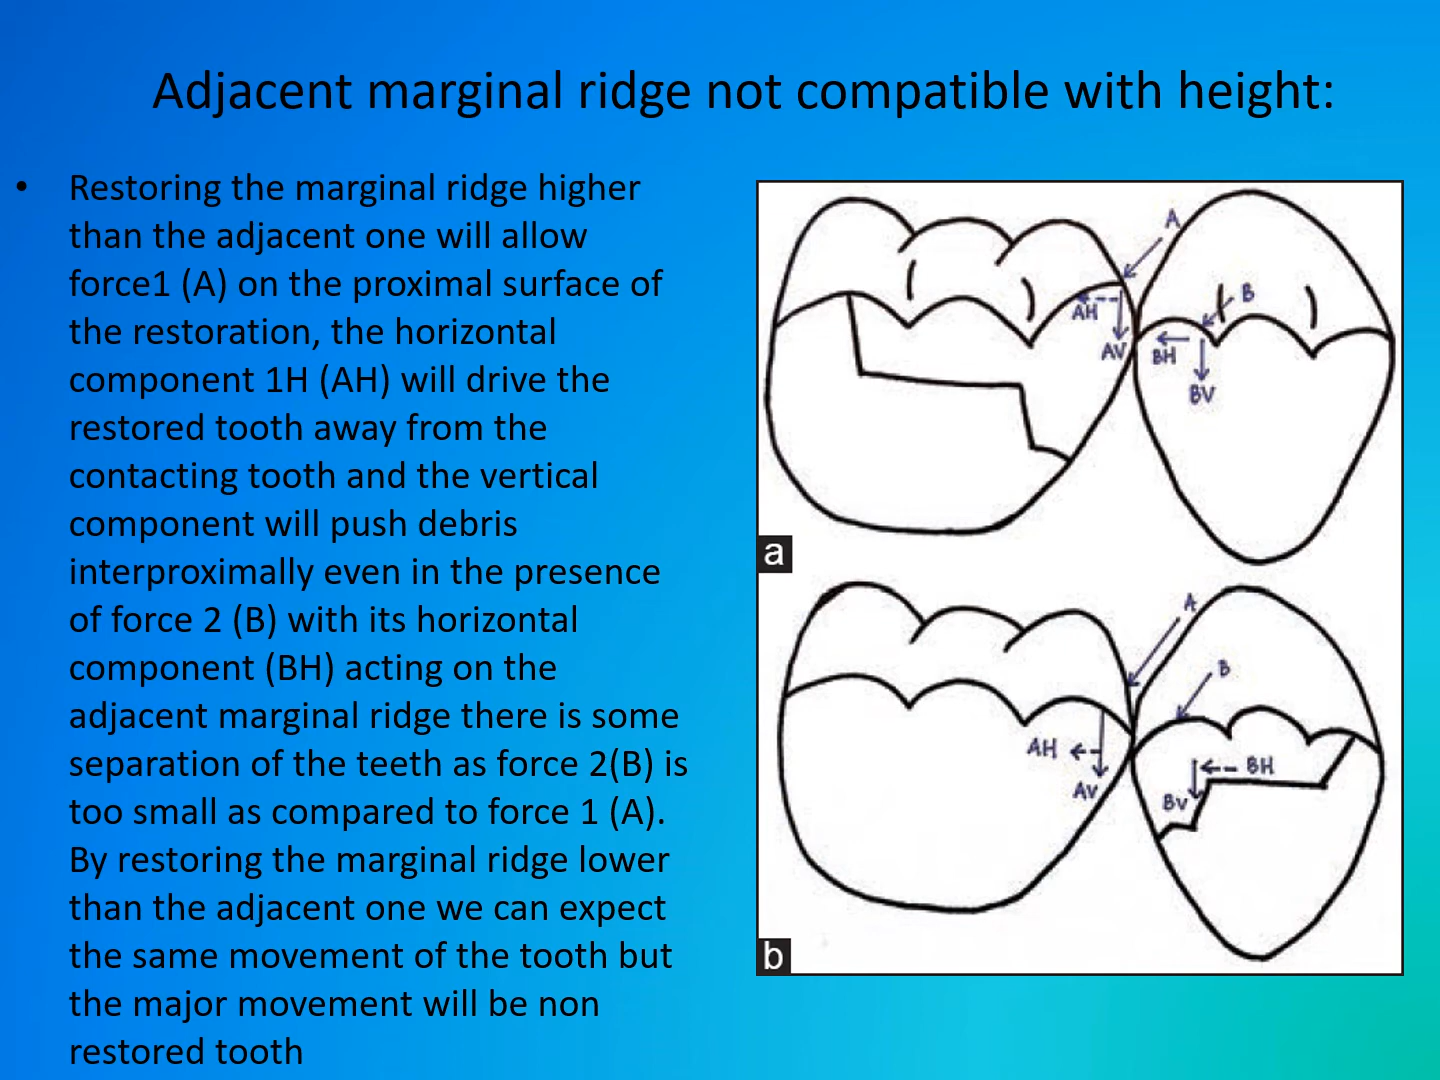 Adjacent marginal ridge not compatible with height:
• Restoring the marginal ridge higher
than the adjacent one will allow
force1 (A) on the proximal surface of
the restoration, the horizontal
component 1H (AH) will drive the
restored tooth away from the
contacting tooth and the vertical
component will push debris
interproximally even in the presence
of force 2 (B) with its horizontal
component (BH) acting on the
adjacent marginal ridge there is some
separation of the teeth as force 2(B) is
too small as compared to force 1 (A).
By restoring the marginal ridge lower
than the adjacent one we can expect
the same movement of the tooth but
the major movement will be non
restored tooth
A
B
AH
AV
BH
BV
a
A
B
AH
Av
BH
Bv
b